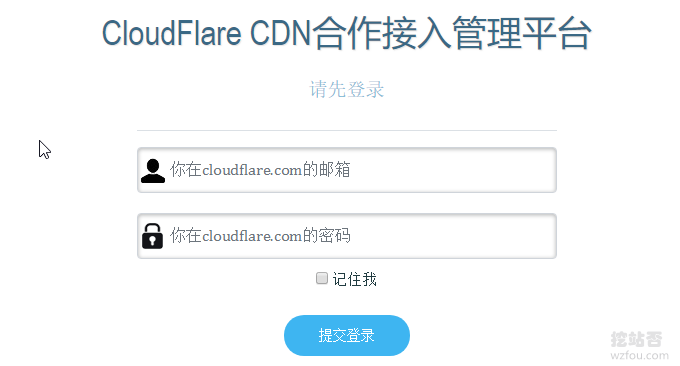 CloudFlare CDN合作接入管理平台
请先登录
你在cloudflare.com的邮箱
你在cloudflare.com的密码
记住我
提交登录
挖站否
wzfou.com